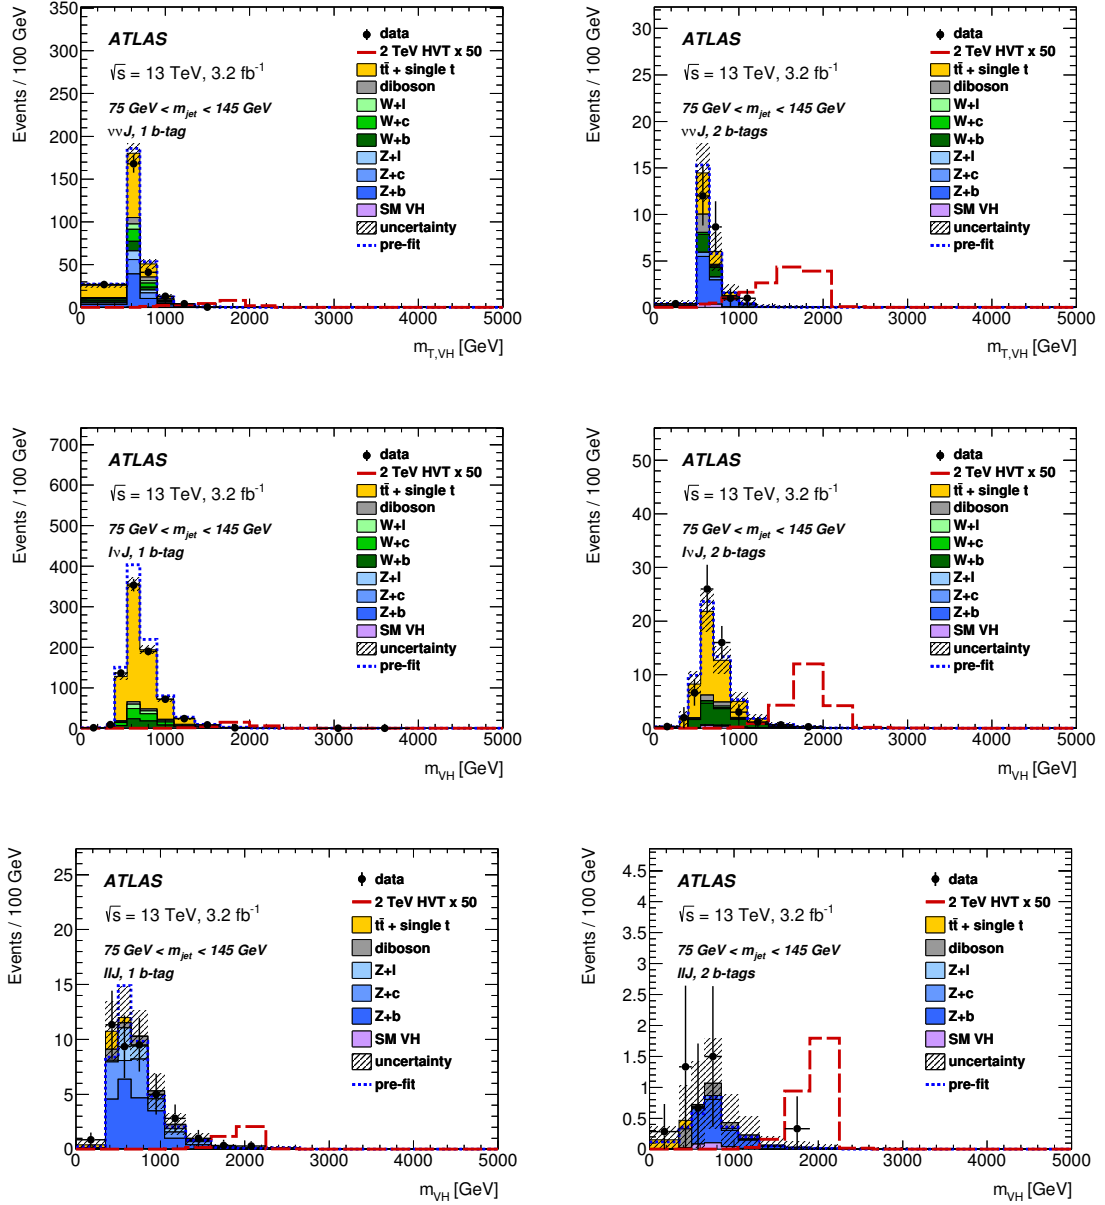 Events / 100 GeV
350
300
250
200
150
100
50
0
ATLAS
√s = 13 TeV, 3.2 fb⁻¹
75 GeV < m_jet < 145 GeV
ννJ, 1 b-tag
data
2 TeV HVT x 50
tt̄ + single t
diboson
W+l
W+c
W+b
Z+l
Z+c
Z+b
SM VH
uncertainty
pre-fit
0 1000 2000 3000 4000 5000
m_T,VH [GeV]
Events / 100 GeV
30
25
20
15
10
5
0
ATLAS
√s = 13 TeV, 3.2 fb⁻¹
75 GeV < m_jet < 145 GeV
ννJ, 2 b-tags
data
2 TeV HVT x 50
tt̄ + single t
diboson
W+l
W+c
W+b
Z+l
Z+c
Z+b
SM VH
uncertainty
pre-fit
0 1000 2000 3000 4000 5000
m_T,VH [GeV]
Events / 100 GeV
700
600
500
400
300
200
100
0
ATLAS
√s = 13 TeV, 3.2 fb⁻¹
75 GeV < m_jet < 145 GeV
lνJ, 1 b-tag
data
2 TeV HVT x 50
tt̄ + single t
diboson
W+l
W+c
W+b
Z+l
Z+c
Z+b
SM VH
uncertainty
pre-fit
0 1000 2000 3000 4000 5000
m_VH [GeV]
Events / 100 GeV
50
40
30
20
10
0
ATLAS
√s = 13 TeV, 3.2 fb⁻¹
75 GeV < m_jet < 145 GeV
lνJ, 2 b-tags
data
2 TeV HVT x 50
tt̄ + single t
diboson
W+l
W+c
W+b
Z+l
Z+c
Z+b
SM VH
uncertainty
pre-fit
0 1000 2000 3000 4000 5000
m_VH [GeV]
Events / 100 GeV
25
20
15
10
5
0
ATLAS
√s = 13 TeV, 3.2 fb⁻¹
75 GeV < m_jet < 145 GeV
llJ, 1 b-tag
data
2 TeV HVT x 50
tt̄ + single t
diboson
Z+l
Z+c
Z+b
SM VH
uncertainty
pre-fit
0 1000 2000 3000 4000 5000
m_VH [GeV]
Events / 100 GeV
4.5
4
3.5
3
2.5
2
1.5
1
0.5
0
ATLAS
√s = 13 TeV, 3.2 fb⁻¹
75 GeV < m_jet < 145 GeV
llJ, 2 b-tags
data
2 TeV HVT x 50
tt̄ + single t
diboson
Z+l
Z+c
Z+b
SM VH
uncertainty
pre-fit
0 1000 2000 3000 4000 5000
m_VH [GeV]